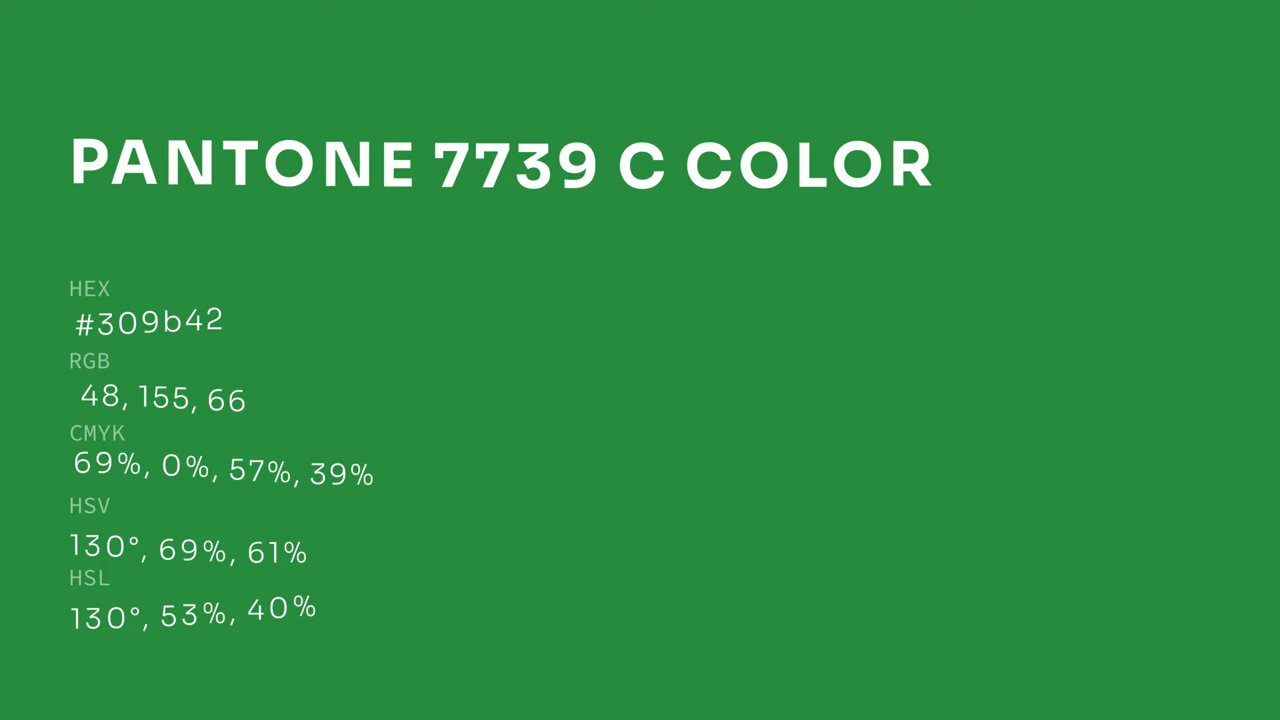 PANTONE 7739 C COLOR
HEX
#309b42
RGB
48, 155, 66
CMYK
69%, 0%, 57%, 39%
HSV
130°, 69%, 61%
HSL
130°, 53%, 40%